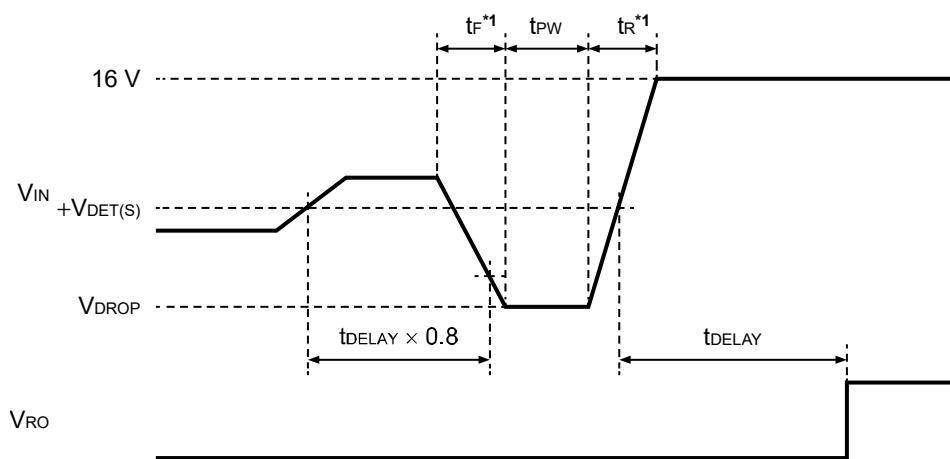 tF*1 tPW tR*1
16 V
VIN
+VDET(S)
VDROP
tDELAY × 0.8
tDELAY
VRO